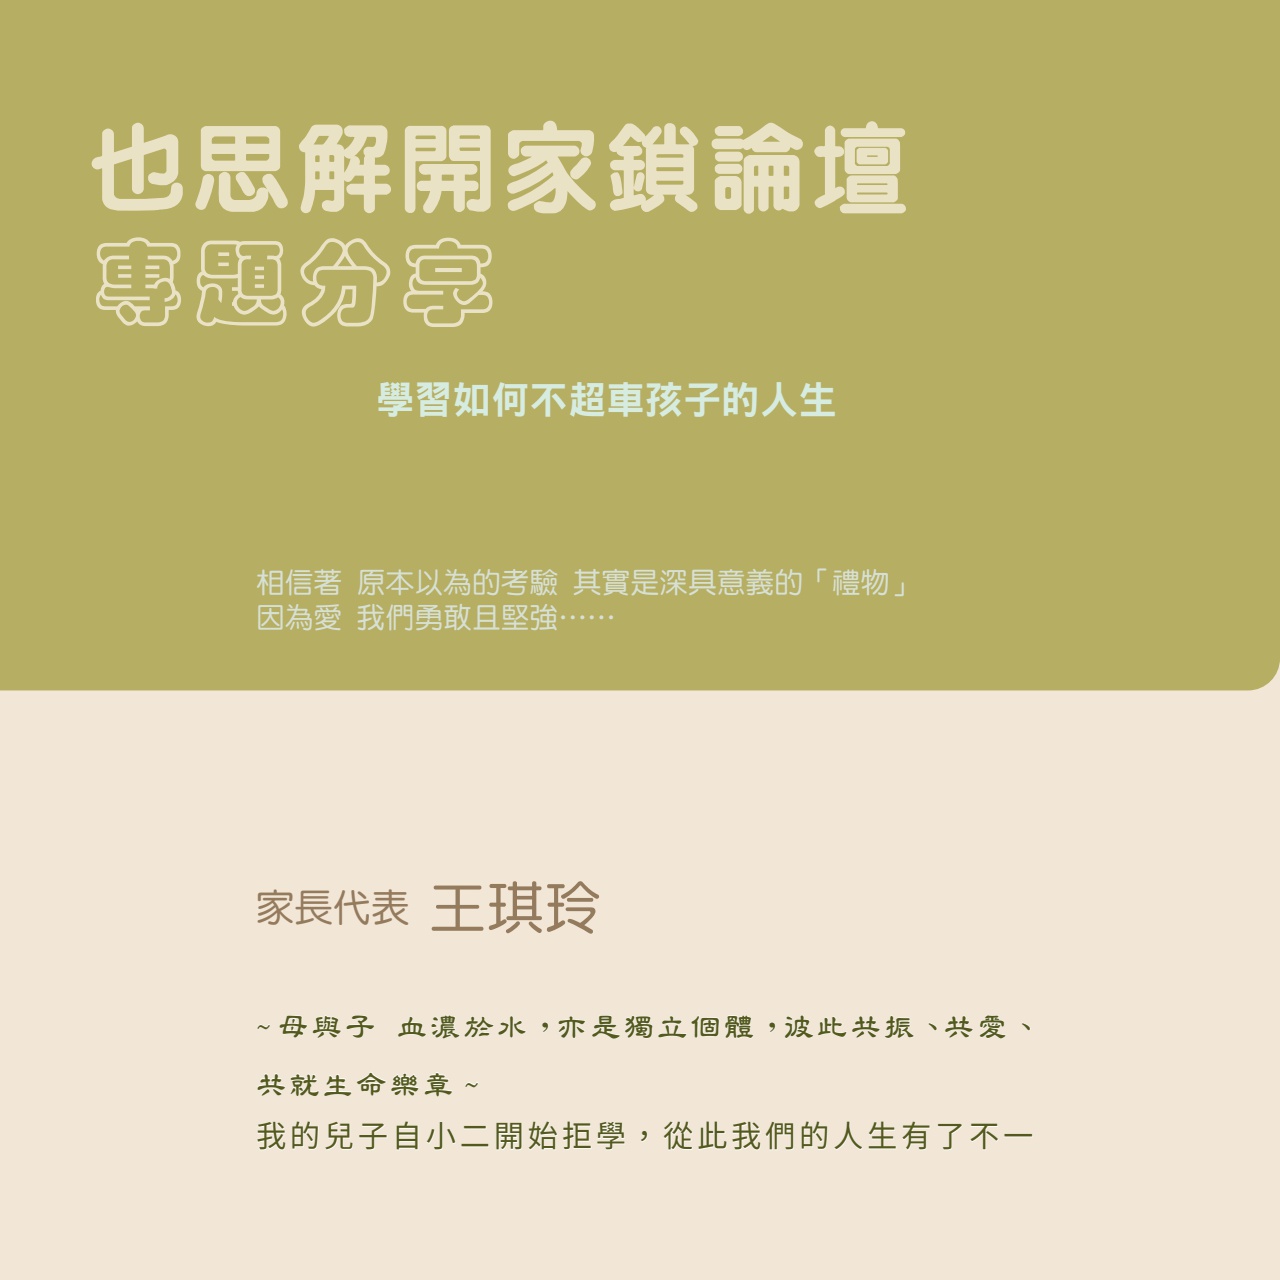 也思解開家鎖論壇
專題分享
學習如何不超車孩子的人生
相信著 原本以為的考驗 其實是深具意義的「禮物」
因為愛 我們勇敢且堅強⋯⋯
家長代表 王琪玲
~母與子 血濃於水，亦是獨立個體，彼此共振、共愛、
共就生命樂章 ~
我的兒子自小二開始拒學，從此我們的人生有了不一